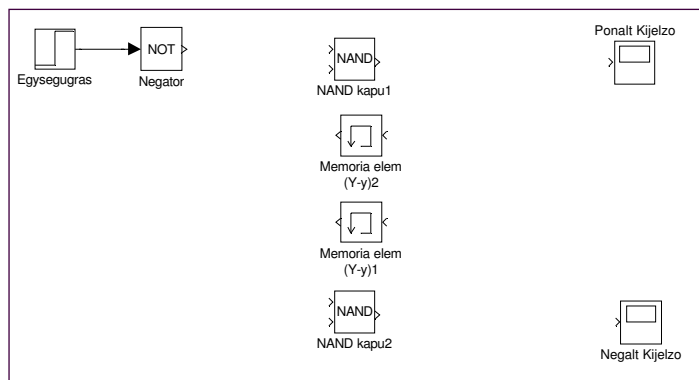 Ponalt Kijelzo
NOT
NAND
Egysegugras
Negator
NAND kapu1
Memoria elem
(Y-y)2
Memoria elem
(Y-y)1
NAND
NAND kapu2
Negalt Kijelzo